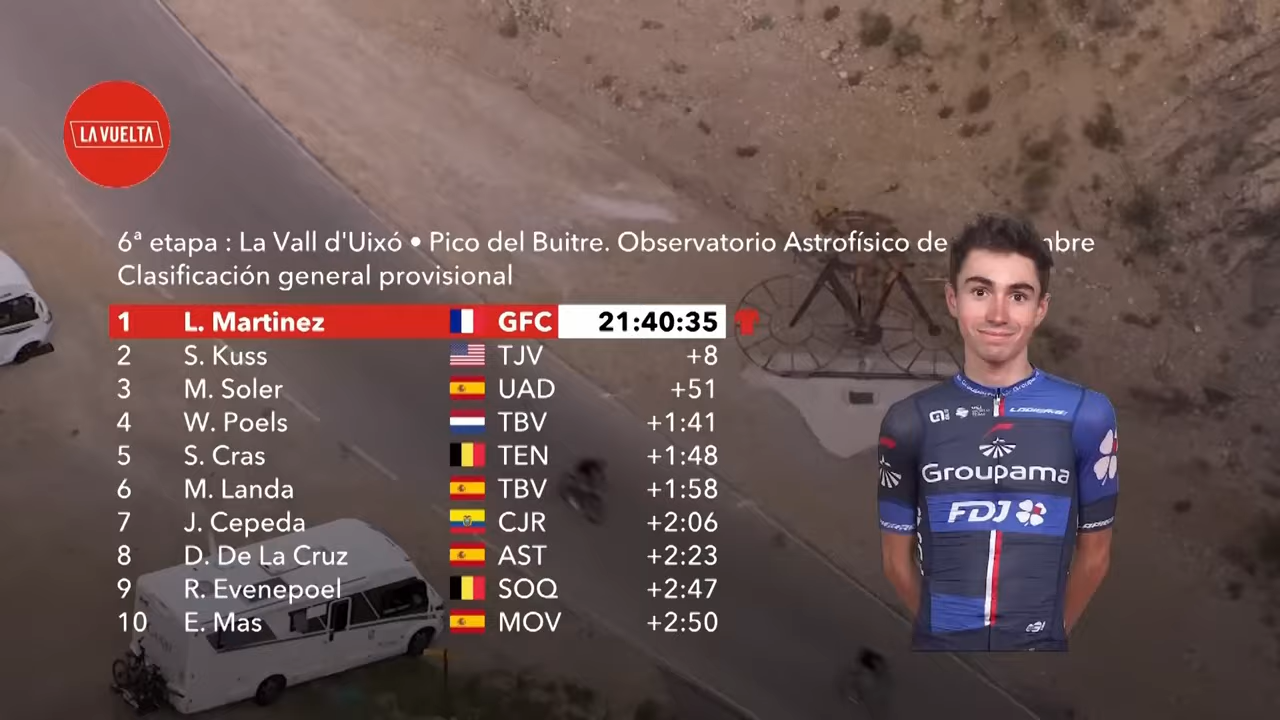 LA VUELTA
6ª etapa : La Vall d'Uixó • Pico del Buitre. Observatorio Astrofísico de
Clasificación general provisional
1 L. Martinez GFC 21:40:35
2 S. Kuss TJV +8
3 M. Soler UAD +51
4 W. Poels TBV +1:41
5 S. Cras TEN +1:48
6 M. Landa TBV +1:58
7 J. Cepeda CJR +2:06
8 D. De La Cruz AST +2:23
9 R. Evenepoel SOQ +2:47
10 E. Mas MOV +2:50
Groupama
FDJ